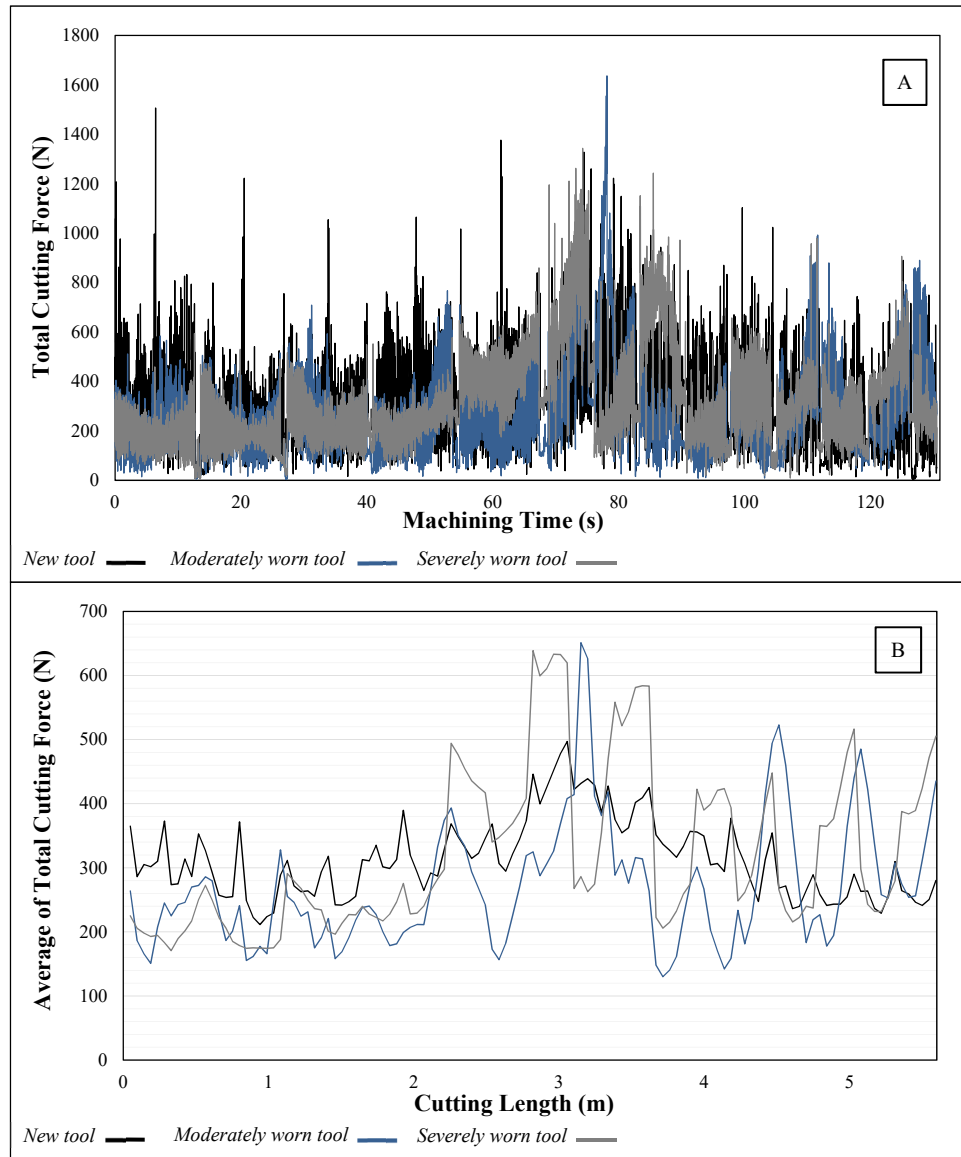 1800
1600
1400
1200
1000
800
600
400
200
0
Total Cutting Force (N)
A
0 20 40 60 80 100 120
Machining Time (s)
New tool Moderately worn tool Severely worn tool
700
600
500
400
300
200
100
0
Average of Total Cutting Force (N)
B
0 1 2 3 4 5
Cutting Length (m)
New tool Moderately worn tool Severely worn tool